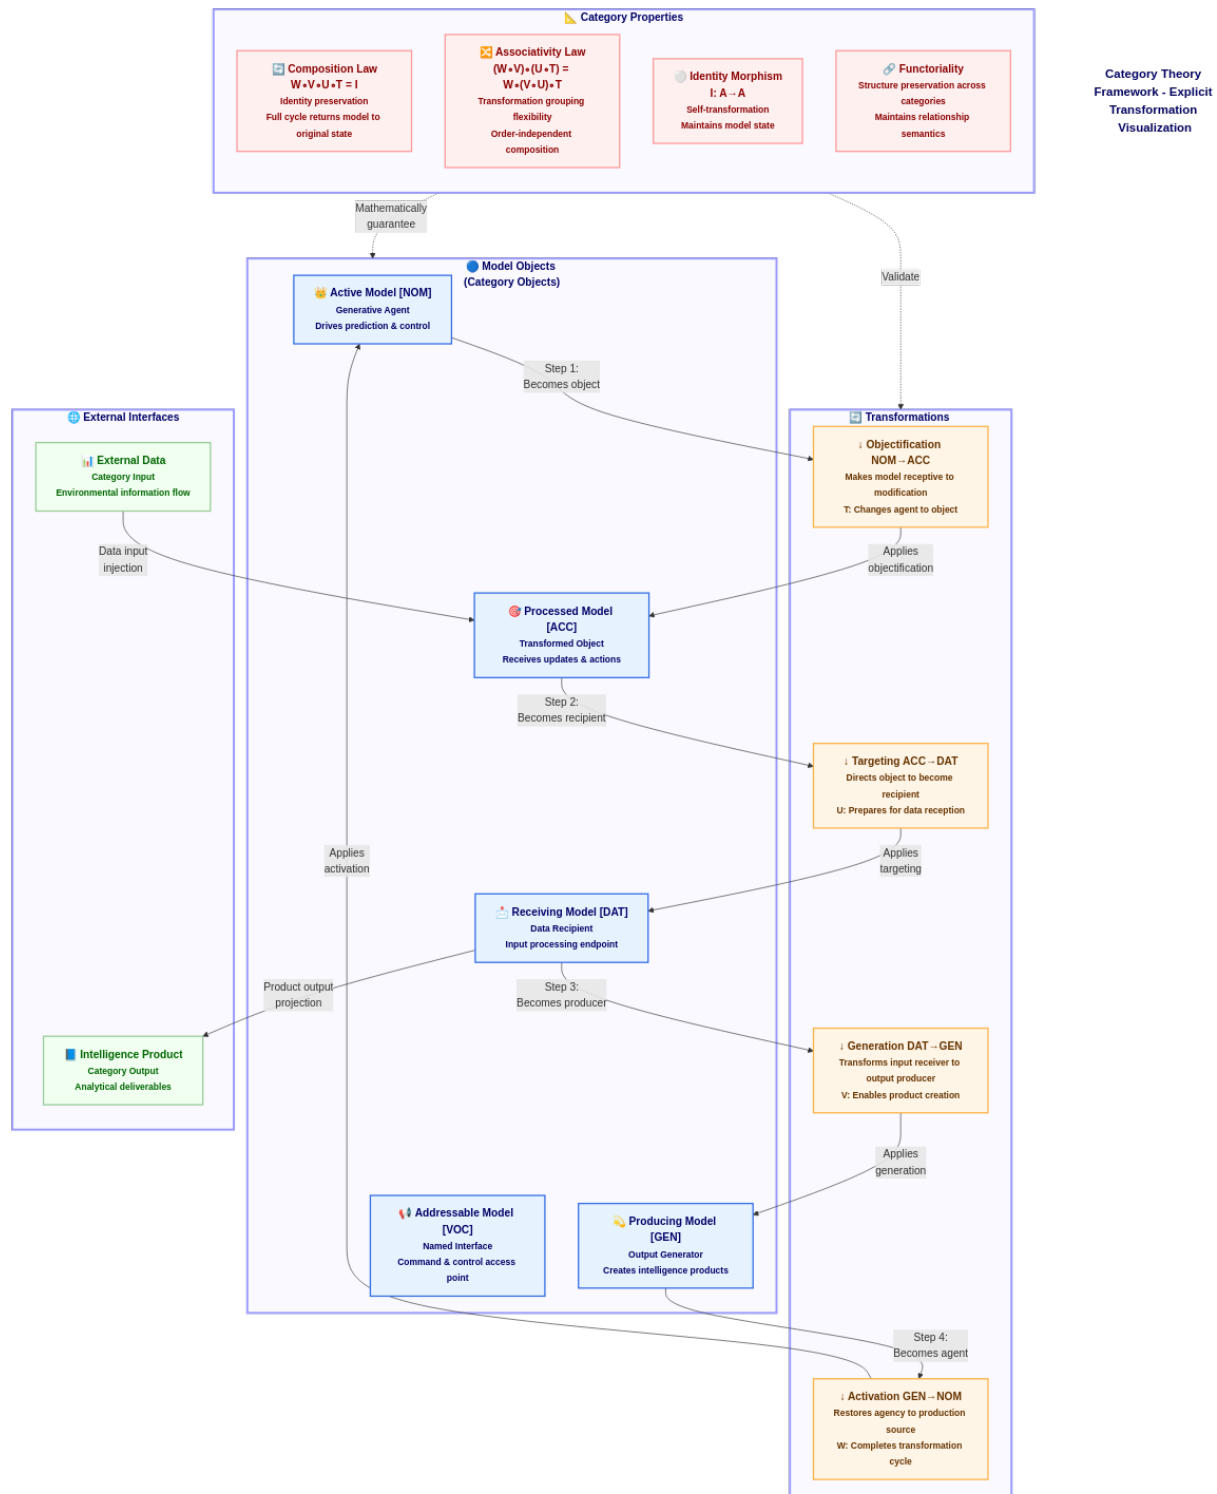 📐 Category Properties
🔄 Composition Law
W∘V∘U∘T = I
Identity preservation
Full cycle returns model to
original state
🔀 Associativity Law
(W∘V)∘(U∘T) =
W∘(V∘U)∘T
Transformation grouping
flexibility
Order-independent
composition
⚪ Identity Morphism
I: A→A
Self-transformation
Maintains model state
🔗 Functoriality
Structure preservation across
categories
Maintains relationship
semantics
Category Theory
Framework - Explicit
Transformation
Visualization
Mathematically
guarantee
Validate
🔵 Model Objects
(Category Objects)
👑 Active Model [NOM]
Generative Agent
Drives prediction & control
Step 1:
Becomes object
🌐 External Interfaces
📊 External Data
Category Input
Environmental information flow
Data input
injection
🔄 Transformations
↓ Objectification
NOM→ACC
Makes model receptive to
modification
T: Changes agent to object
Applies
objectification
🎯 Processed Model
[ACC]
Transformed Object
Receives updates & actions
Step 2:
Becomes recipient
↓ Targeting ACC→DAT
Directs object to become
recipient
U: Prepares for data reception
Applies
activation
Applies
targeting
📩 Receiving Model [DAT]
Data Recipient
Input processing endpoint
Product output
projection
Step 3:
Becomes producer
📘 Intelligence Product
Category Output
Analytical deliverables
↓ Generation DAT→GEN
Transforms input receiver to
output producer
V: Enables product creation
Applies
generation
📢 Addressable Model
[VOC]
Named Interface
Command & control access
point
💫 Producing Model
[GEN]
Output Generator
Creates intelligence products
Step 4:
Becomes agent
↓ Activation GEN→NOM
Restores agency to production
source
W: Completes transformation
cycle